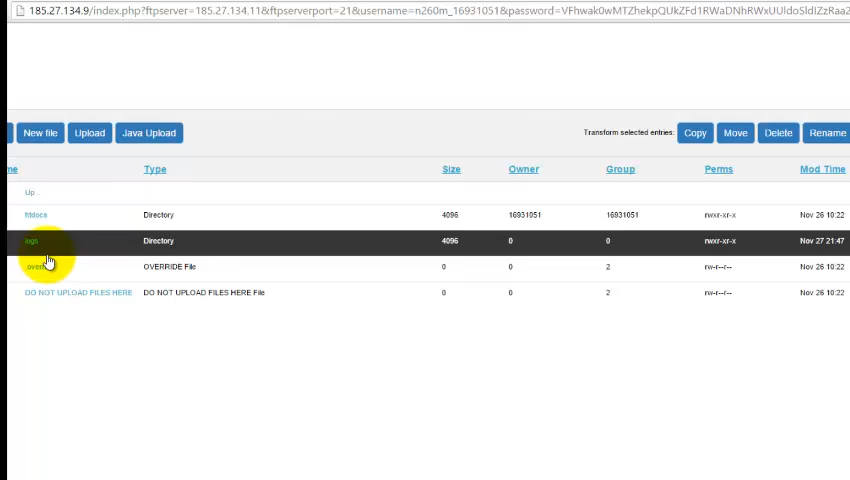 185.27.134.9/index.php?ftpserver=185.27.134.11&ftpserverport=21&username=n260m_16931051&password=VFhwak0wMTZhekpQUkZFd1RWaDNhRWxUUldoSldIZzRaa2
New file Upload Java Upload Transform selected entries: Copy Move Delete Rename
me Type Size Owner Group Perms Mod Time
Up ..
htdocs Directory 4096 16931051 16931051 rwxr-xr-x Nov 26 10:22
logs Directory 4096 0 0 rwxr-xr-x Nov 27 21:47
OVERRIDE File 0 0 2 rw-r--r-- Nov 26 10:22
DO NOT UPLOAD FILES HERE DO NOT UPLOAD FILES HERE File 0 0 2 rw-r--r-- Nov 26 10:22